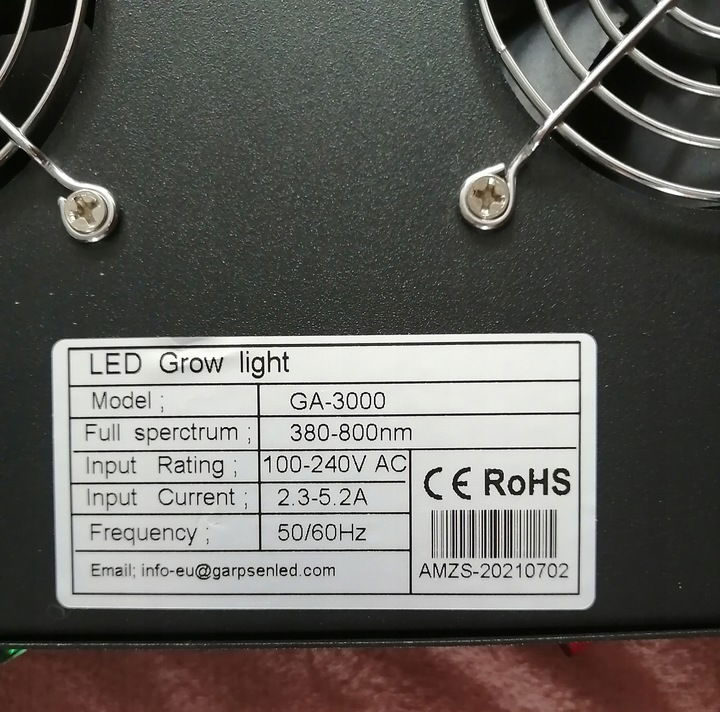 LED Grow light
Model ; GA-3000
Full sperctrum ; 380-800nm
Input Rating ; 100-240V AC
Input Current ; 2.3-5.2A
Frequency ; 50/60Hz
Email; info-eu@garpsenled.com
CE RoHS
AMZS-20210702